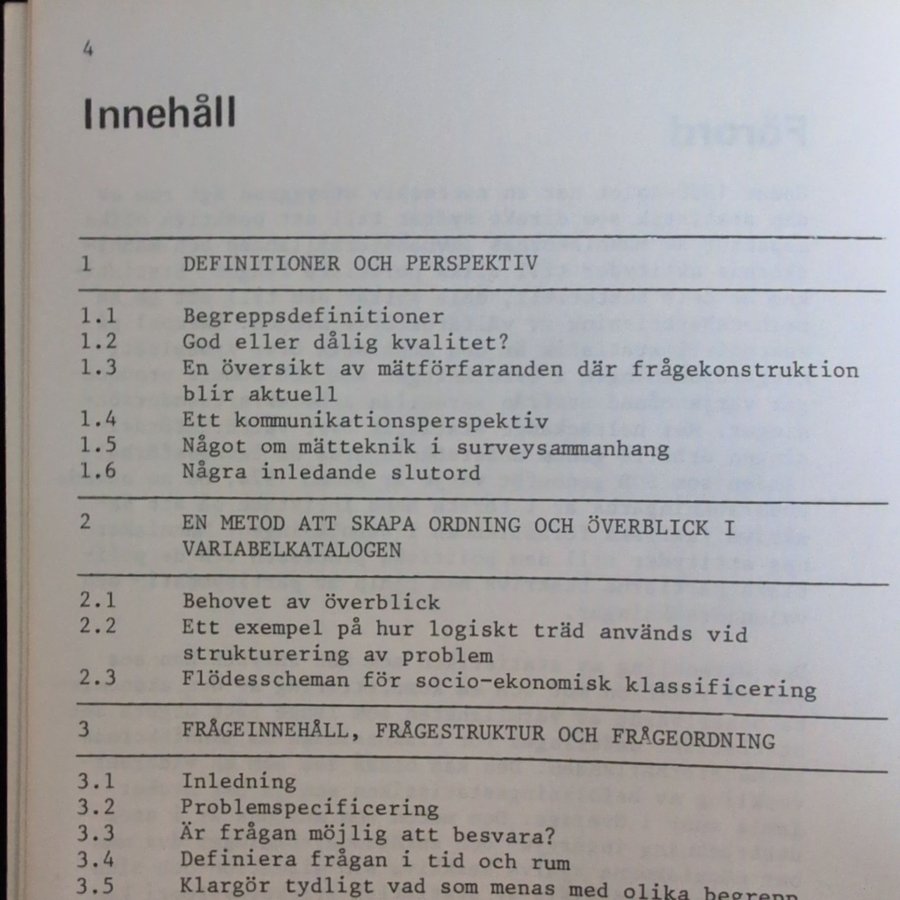 4
Innehåll
1 DEFINITIONER OCH PERSPEKTIV
1.1 Begreppsdefinitioner
1.2 God eller dålig kvalitet?
1.3 En översikt av mätförfaranden där frågekonstruktion
blir aktuell
1.4 Ett kommunikationsperspektiv
1.5 Något om mätteknik i surveysammanhang
1.6 Några inledande slutord
2 EN METOD ATT SKAPA ORDNING OCH ÖVERBLICK I
VARIABELKATALOGEN
2.1 Behovet av överblick
2.2 Ett exempel på hur logiskt träd används vid
strukturering av problem
2.3 Flödesscheman för socio-ekonomisk klassificering
3 FRÅGEINNEHÅLL, FRÅGESTRUKTUR OCH FRÅGEORDNING
3.1 Inledning
3.2 Problemspecificering
3.3 Är frågan möjlig att besvara?
3.4 Definiera frågan i tid och rum
3.5 Klargör tydligt vad som menas med olika begrepp